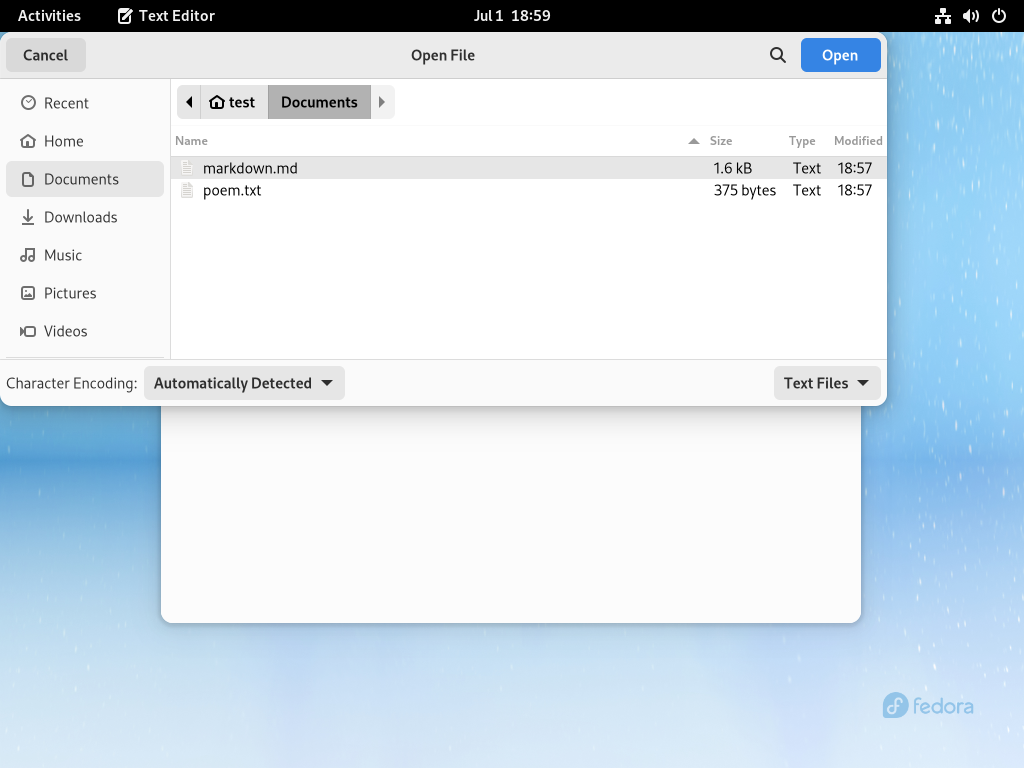 Activities Text Editor Jul 1 18:59
Cancel Open File Open
Recent
Home
Documents
Downloads
Music
Pictures
Videos
test Documents
Name Size Type Modified
markdown.md 1.6 kB Text 18:57
poem.txt 375 bytes Text 18:57
Character Encoding: Automatically Detected Text Files
fedora